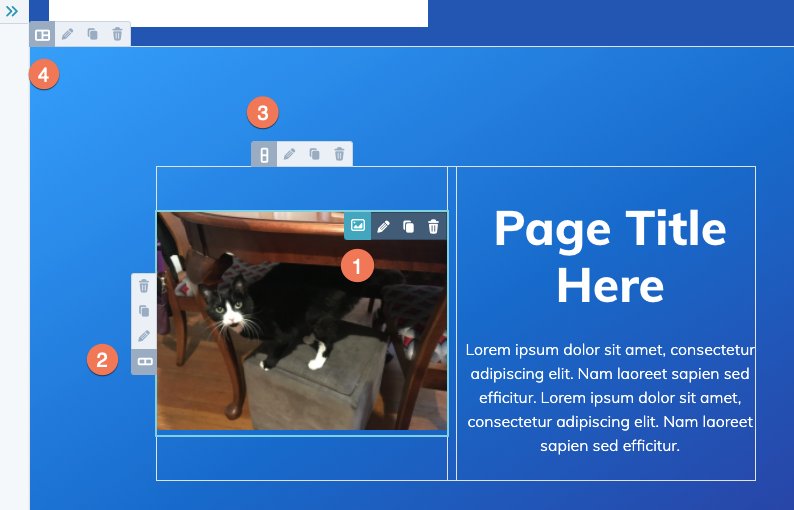 4
3
1
Page Title
Here
2
Lorem ipsum dolor sit amet, consectetur
adipiscing elit. Nam laoreet sapien sed
efficitur. Lorem ipsum dolor sit amet,
consectetur adipiscing elit. Nam laoreet
sapien sed efficitur.